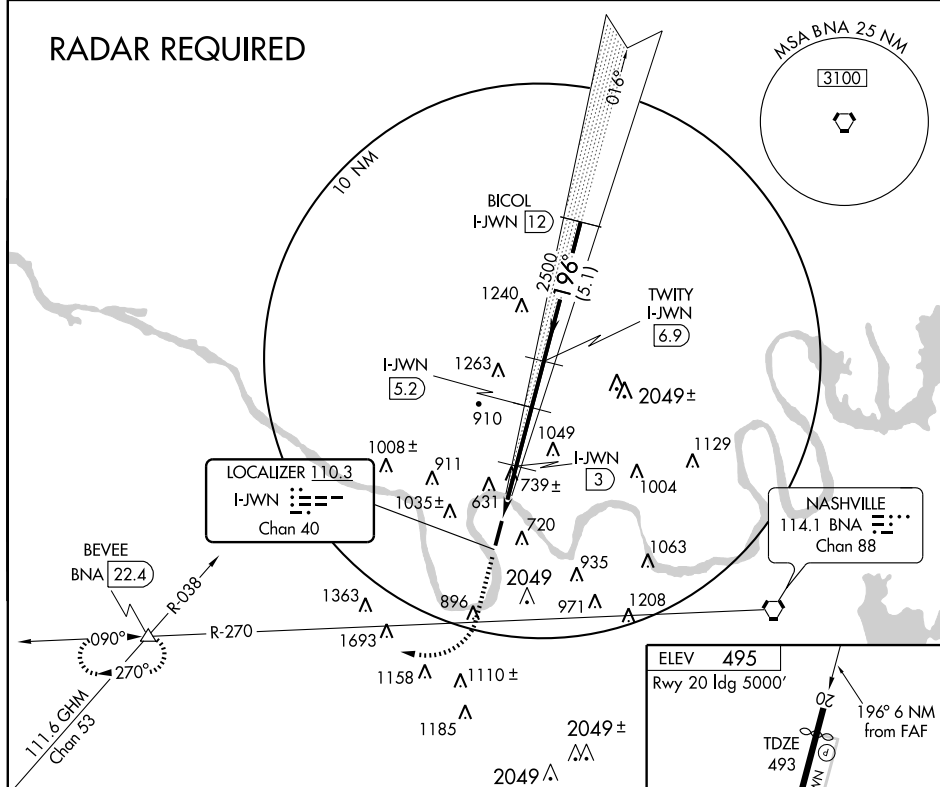 RADAR REQUIRED
MSA BNA 25 NM
3100
016°
10 NM
BICOL
I-JWN 12
2500
196°
(5.1)
1240
TWITY
I-JWN
6.9
1263
I-JWN
5.2
910
2049±
1049
1129
1008±
911
I-JWN
3
1004
LOCALIZER 110.3
I-JWN
Chan 40
1035±
631
739±
720
NASHVILLE
114.1 BNA
Chan 88
BEVEE
BNA 22.4
R-038
1363
896
2049
935
971
1063
1208
090°
R-270
1693
270°
1158
1110±
1185
111.6 GHM
Chan 53
2049±
2049
ELEV 495
Rwy 20 ldg 5000'
20
196° 6 NM
from FAF
TDZE
493
P